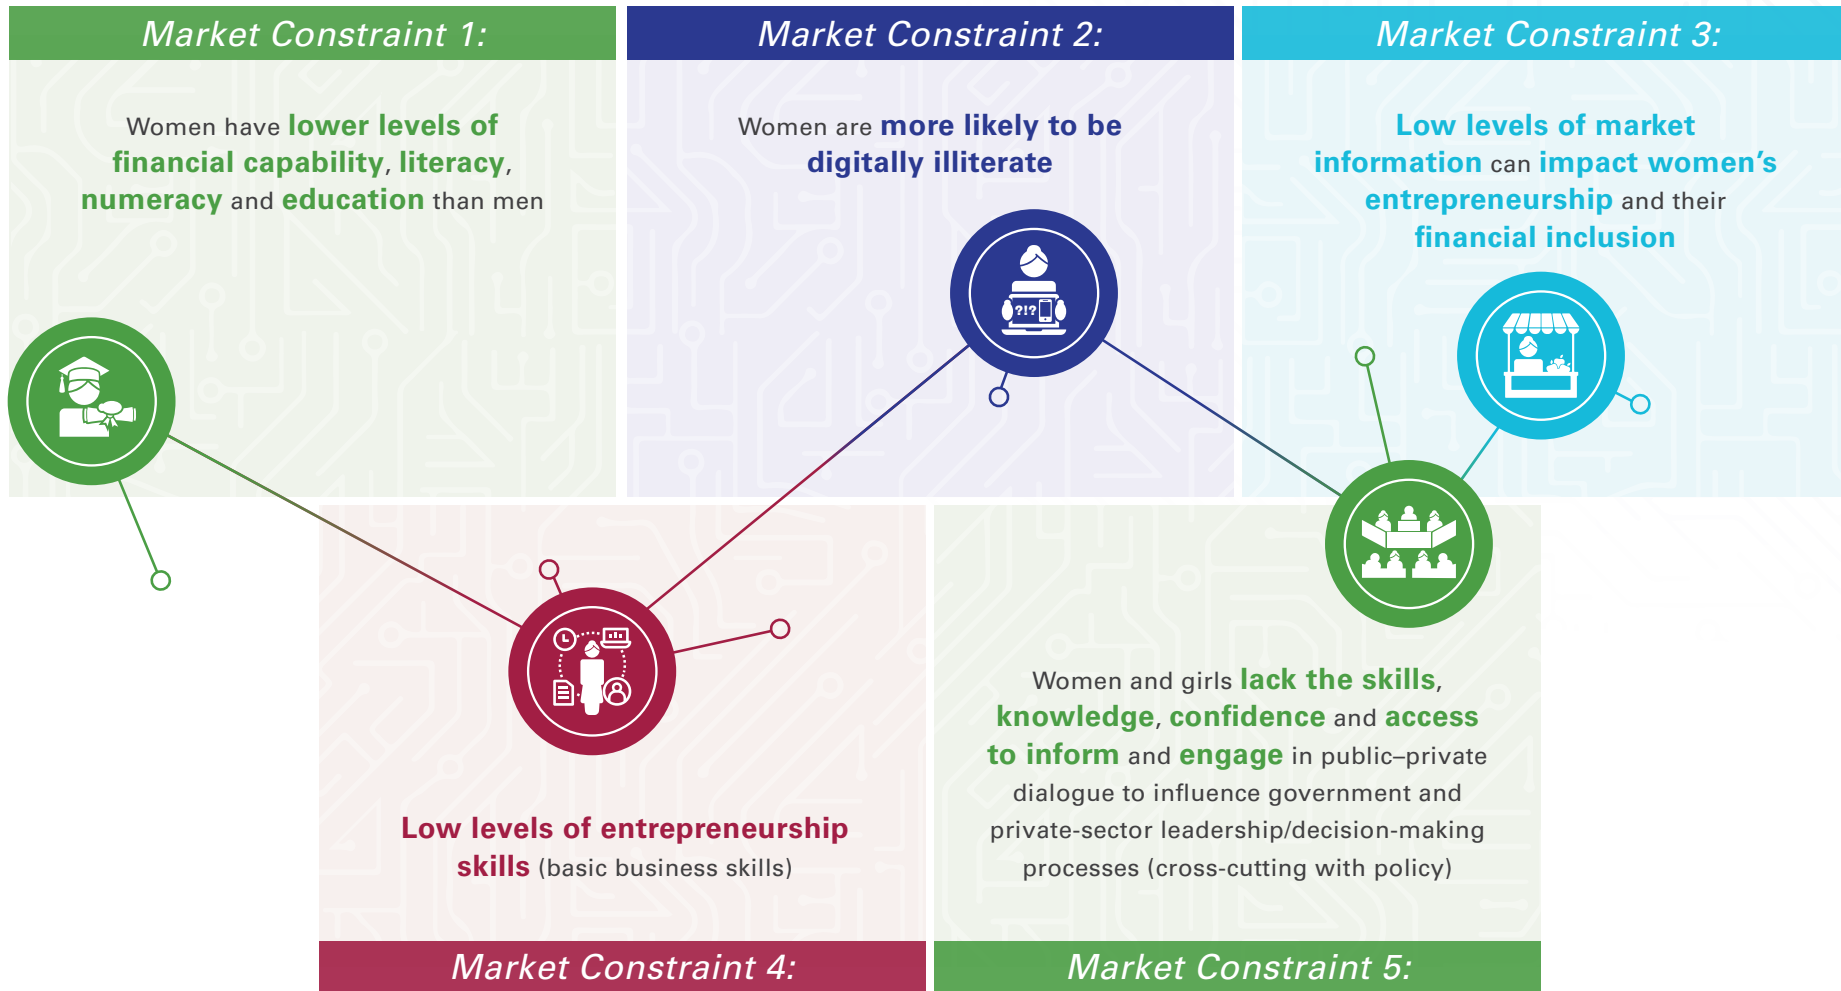 Market Constraint 1:
Women have lower levels of
financial capability, literacy,
numeracy and education than men
Market Constraint 2:
Women are more likely to be
digitally illiterate
?!?
Market Constraint 3:
Low levels of market
information can impact women’s
entrepreneurship and their
financial inclusion
Low levels of entrepreneurship
skills (basic business skills)
Market Constraint 4:
Women and girls lack the skills,
knowledge, confidence and access
to inform and engage in public–private
dialogue to influence government and
private-sector leadership/decision-making
processes (cross-cutting with policy)
Market Constraint 5: